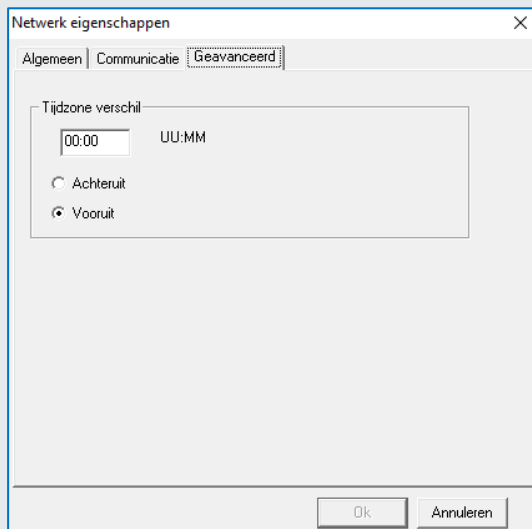 Netwerk eigenschappen
Algemeen Communicatie Geavanceerd
Tijdzone verschil
00:00 UU:MM
Achteruit
Vooruit
Ok Annuleren